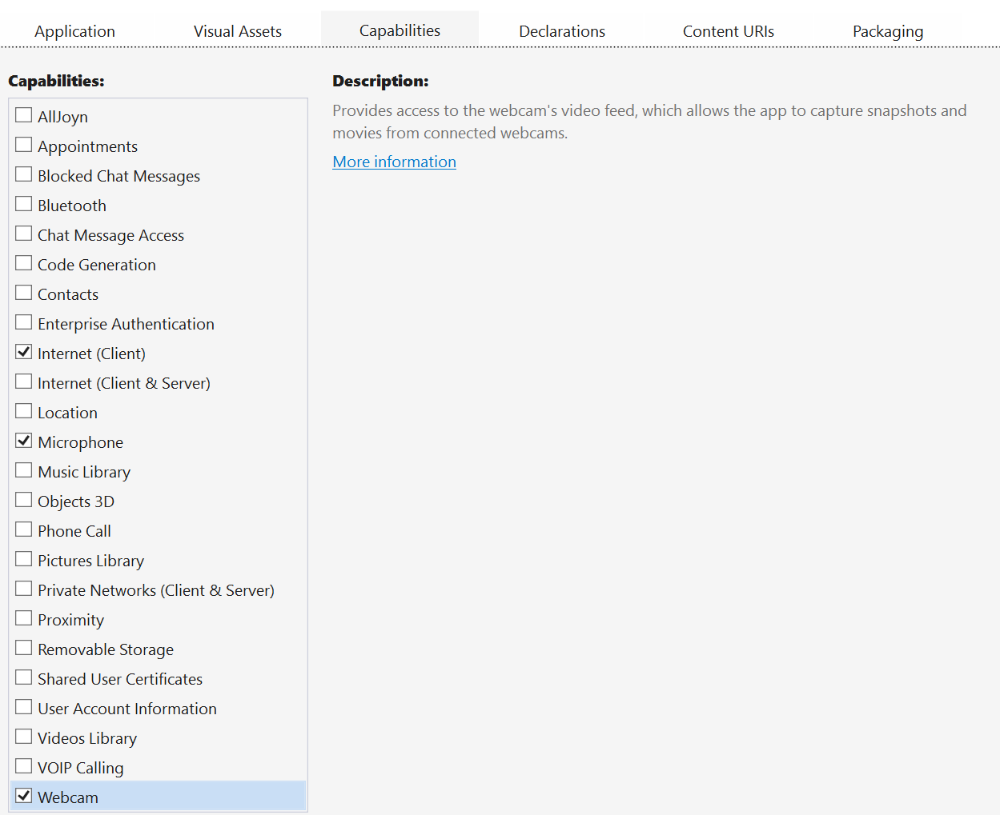 Application Visual Assets Capabilities Declarations Content URIs Packaging
Capabilities:
AllJoyn
Appointments
Blocked Chat Messages
Bluetooth
Chat Message Access
Code Generation
Contacts
Enterprise Authentication
Internet (Client)
Internet (Client & Server)
Location
Microphone
Music Library
Objects 3D
Phone Call
Pictures Library
Private Networks (Client & Server)
Proximity
Removable Storage
Shared User Certificates
User Account Information
Videos Library
VOIP Calling
Webcam
Description:
Provides access to the webcam's video feed, which allows the app to capture snapshots and
movies from connected webcams.
More information